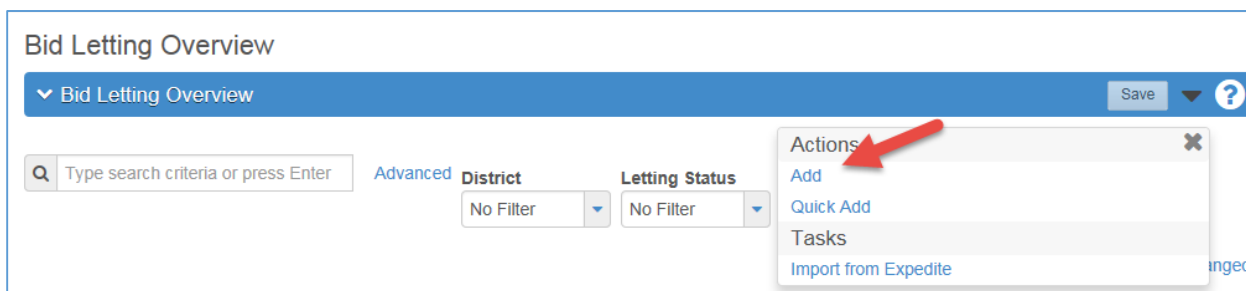 Bid Letting Overview
Bid Letting Overview
Save
?
Type search criteria or press Enter
Advanced
District
No Filter
Letting Status
No Filter
Actions
Add
Quick Add
Tasks
Import from Expedite
anged